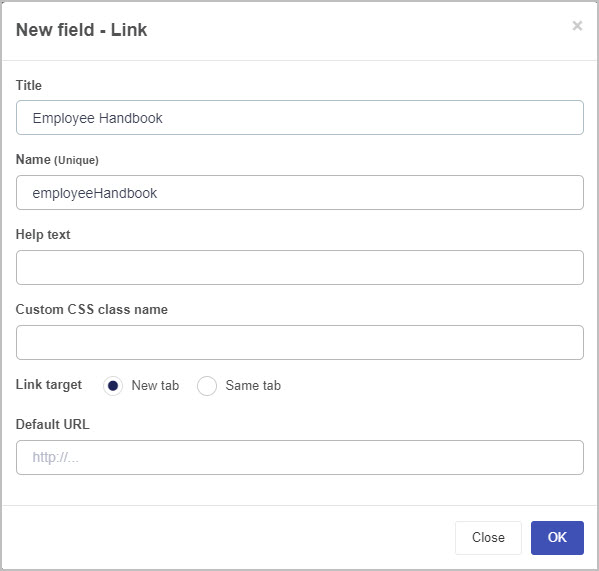 New field - Link
×
Title
Employee Handbook
Name (Unique)
employeeHandbook
Help text
Custom CSS class name
Link target New tab Same tab
Default URL
http://...
Close OK